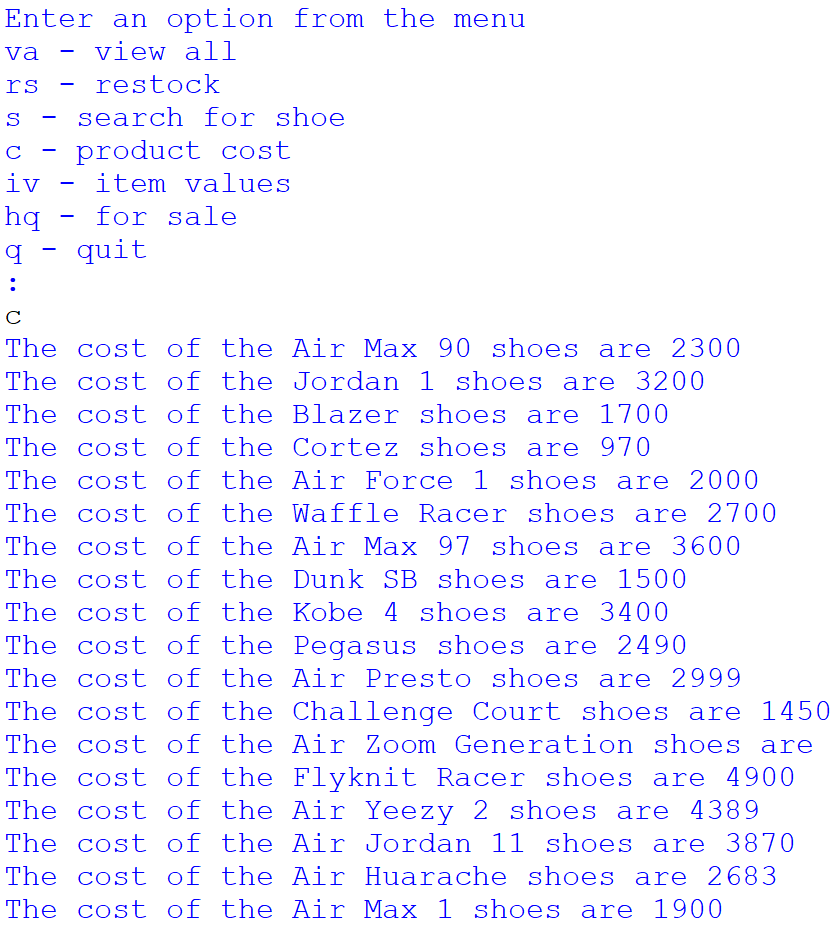 Enter an option from the menu
va - view all
rs - restock
s - search for shoe
c - product cost
iv - item values
hq - for sale
q - quit
:
c
The cost of the Air Max 90 shoes are 2300
The cost of the Jordan 1 shoes are 3200
The cost of the Blazer shoes are 1700
The cost of the Cortez shoes are 970
The cost of the Air Force 1 shoes are 2000
The cost of the Waffle Racer shoes are 2700
The cost of the Air Max 97 shoes are 3600
The cost of the Dunk SB shoes are 1500
The cost of the Kobe 4 shoes are 3400
The cost of the Pegasus shoes are 2490
The cost of the Air Presto shoes are 2999
The cost of the Challenge Court shoes are 1450
The cost of the Air Zoom Generation shoes are
The cost of the Flyknit Racer shoes are 4900
The cost of the Air Yeezy 2 shoes are 4389
The cost of the Air Jordan 11 shoes are 3870
The cost of the Air Huarache shoes are 2683
The cost of the Air Max 1 shoes are 1900